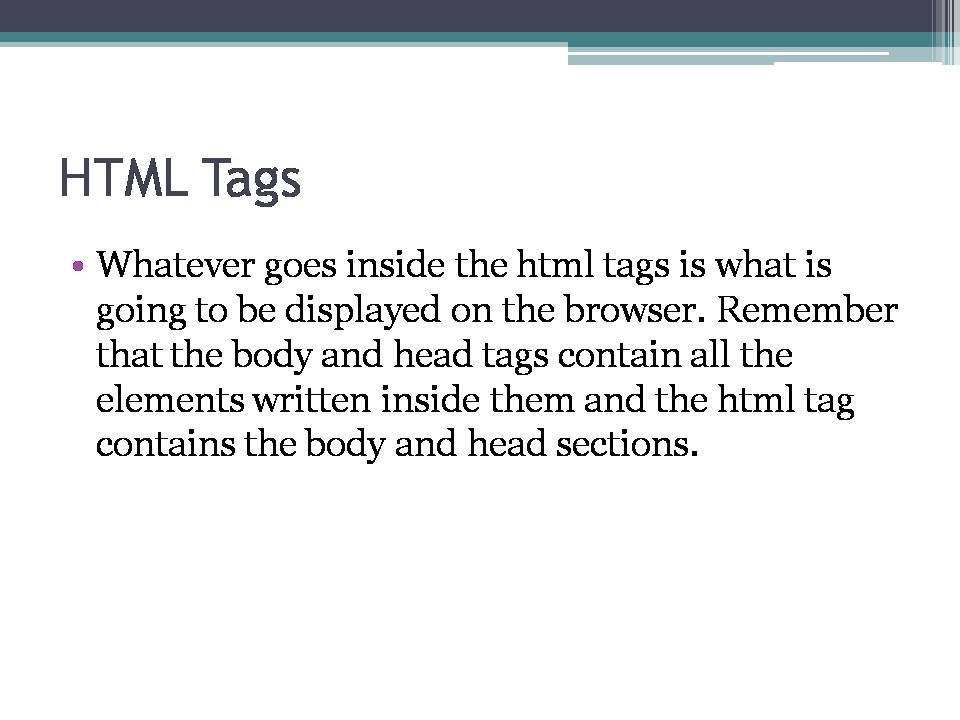 HTML Tags
• Whatever goes inside the html tags is what is
going to be displayed on the browser. Remember
that the body and head tags contain all the
elements written inside them and the html tag
contains the body and head sections.